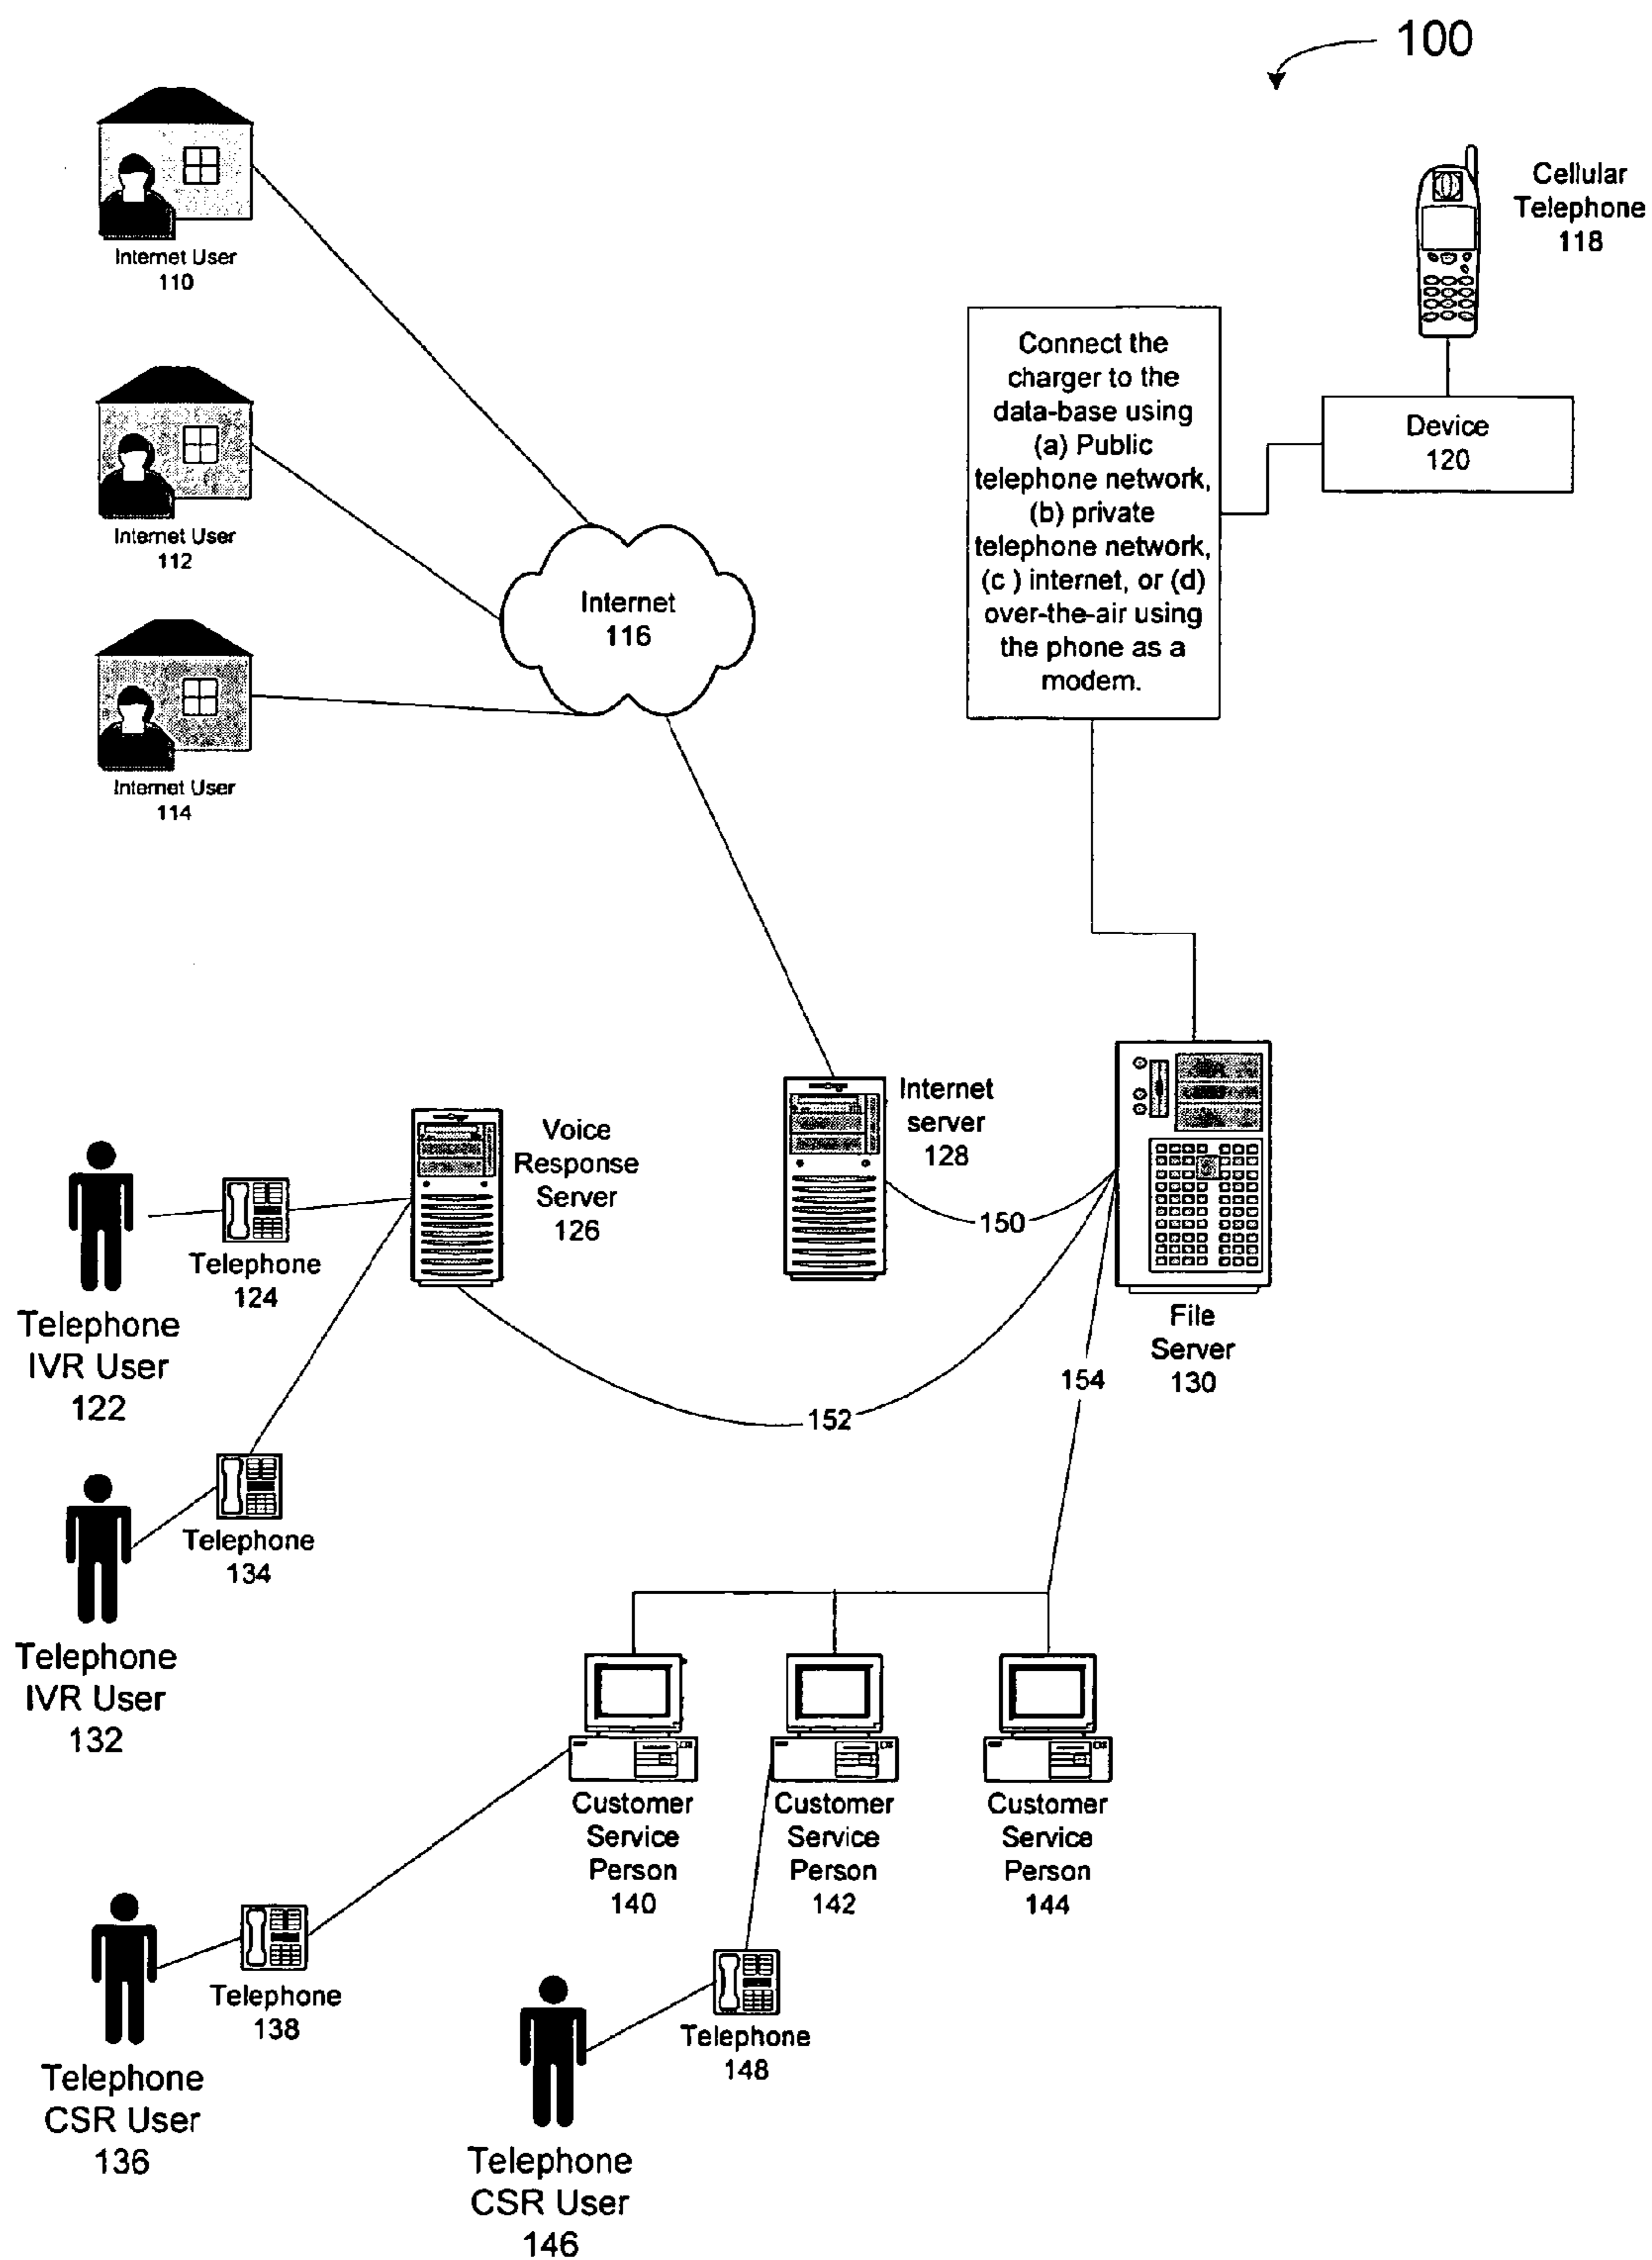 100
Cellular
Telephone
118
Internet User
110
Connect the
charger to the
data-base using
(a) Public
telephone network,
(b) private
telephone network,
(c ) internet, or (d)
over-the-air using
the phone as a
modem.
Device
120
Internet User
112
Internet
116
Internet User
114
Internet
server
128
Voice
Response
Server
126
150
Telephone
124
Telephone
IVR User
122
File
Server
130
154
152
Telephone
134
Telephone
IVR User
132
Customer
Service
Person
140
Customer
Service
Person
142
Customer
Service
Person
144
Telephone
138
Telephone
CSR User
136
Telephone
148
Telephone
CSR User
146